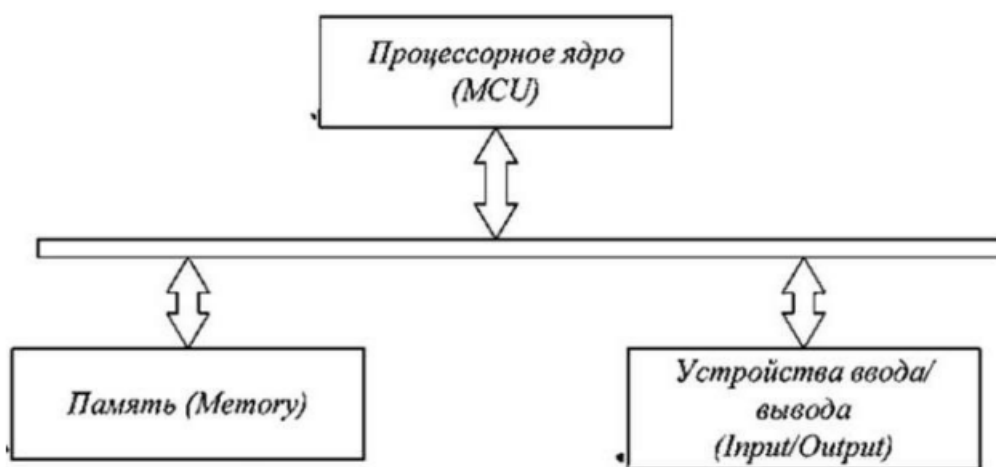 Процессорное ядро
(MCU)
Память (Memory)
Устройства ввода/
вывода
(Input/Output)